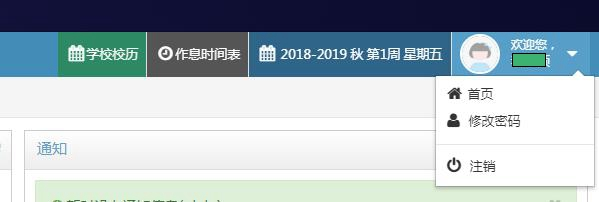 学校校历
作息时间表
2018-2019 秋 第1周 星期五
欢迎您，
首页
修改密码
注销
通知